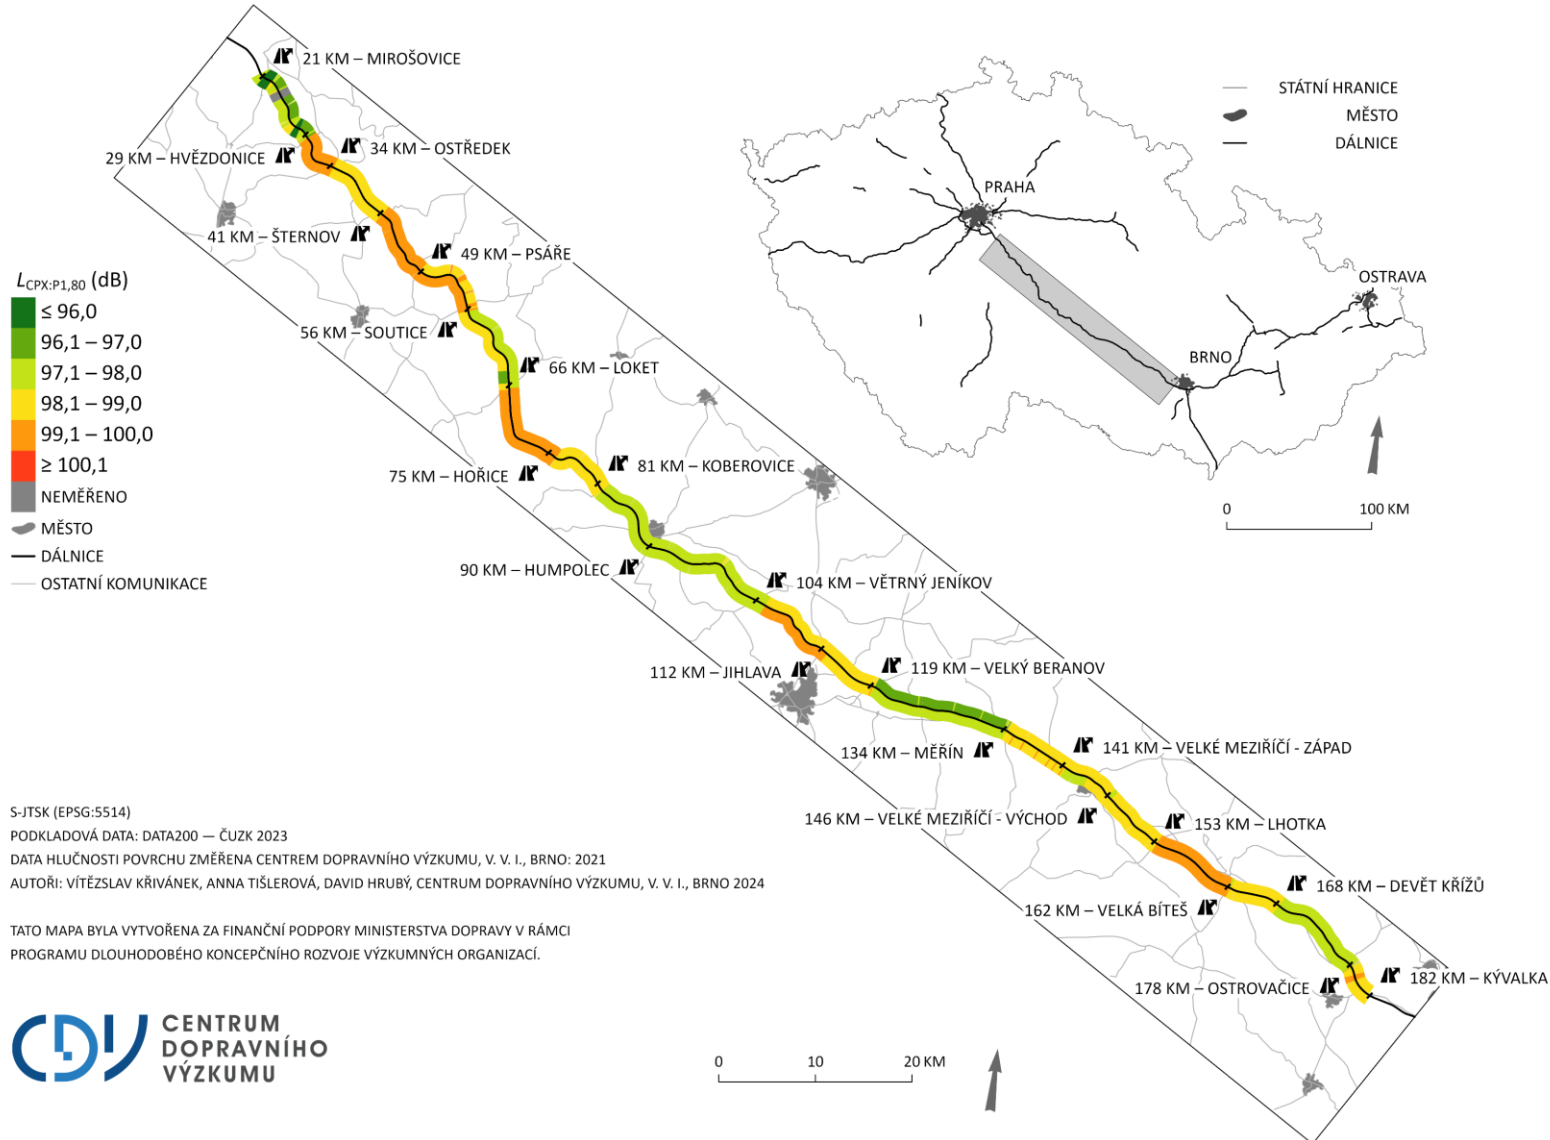 21 KM – MIROŠOVICE
29 KM – HVĚZDONICE
34 KM – OSTŘEDEK
41 KM – ŠTERNOV
49 KM – PSÁŘE
56 KM – SOUTICE
66 KM – LOKET
75 KM – HOŘICE
81 KM – KOBEROVICE
90 KM – HUMPOLEC
104 KM – VĚTRNÝ JENÍKOV
112 KM – JIHLAVA
119 KM – VELKÝ BERANOV
134 KM – MĚŘÍN
141 KM – VELKÉ MEZIŘÍČÍ - ZÁPAD
146 KM – VELKÉ MEZIŘÍČÍ - VÝCHOD
153 KM – LHOTKA
162 KM – VELKÁ BÍTEŠ
168 KM – DEVĚT KŘÍŽŮ
178 KM – OSTROVAČICE
182 KM – KÝVALKA
STÁTNÍ HRANICE
MĚSTO
DÁLNICE
PRAHA
OSTRAVA
BRNO
0 100 KM
LCPX:P1,80 (dB)
≤ 96,0
96,1 – 97,0
97,1 – 98,0
98,1 – 99,0
99,1 – 100,0
≥ 100,1
NEMĚŘENO
MĚSTO
DÁLNICE
OSTATNÍ KOMUNIKACE
S-JTSK (EPSG:5514)
PODKLADOVÁ DATA: DATA200 — ČUZK 2023
DATA HLUČNOSTI POVRCHU ZMĚŘENA CENTREM DOPRAVNÍHO VÝZKUMU, V. V. I., BRNO: 2021
AUTOŘI: VÍTĚZSLAV KŘIVÁNEK, ANNA TIŠLEROVÁ, DAVID HRUBÝ, CENTRUM DOPRAVNÍHO VÝZKUMU, V. V. I., BRNO 2024
TATO MAPA BYLA VYTVOŘENA ZA FINANČNÍ PODPORY MINISTERSTVA DOPRAVY V RÁMCI
PROGRAMU DLOUHODOBÉHO KONCEPČNÍHO ROZVOJE VÝZKUMNÝCH ORGANIZACÍ.
CDV
CENTRUM
DOPRAVNÍHO
VÝZKUMU
0 10 20 KM